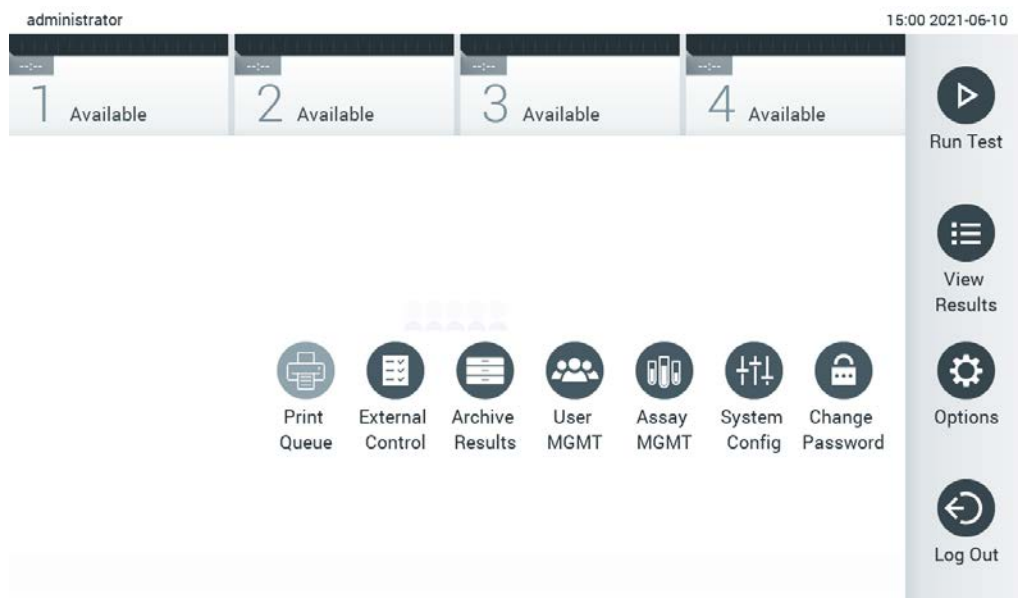 administrator
15:00 2021-06-10
--:--
1 Available
--:--
2 Available
--:--
3 Available
--:--
4 Available
Run Test
View
Results
Print
Queue
External
Control
Archive
Results
User
MGMT
Assay
MGMT
System
Config
Change
Password
Options
Log Out